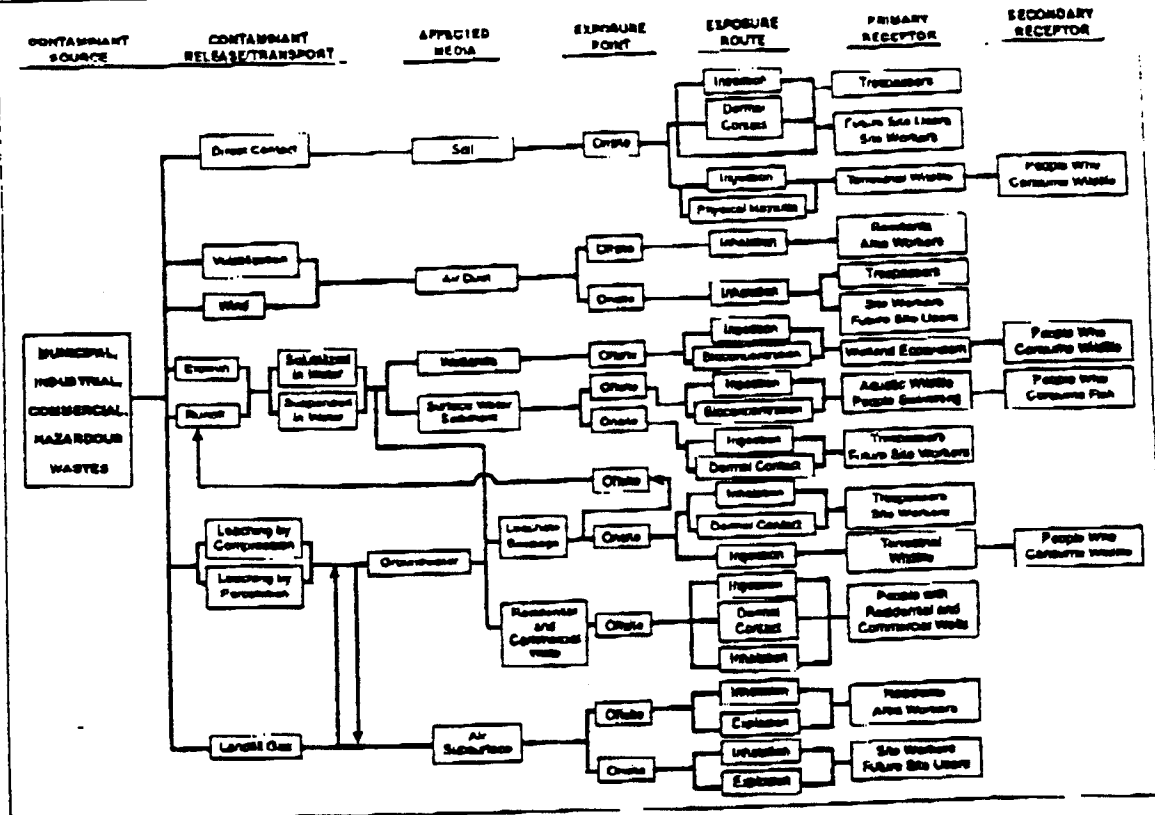 CONTAMINANT
SOURCE
CONTAMINANT
RELEASE/TRANSPORT
AFFECTED
MEDIA
EXPOSURE
POINT
EXPOSURE
ROUTE
PRIMARY
RECEPTOR
SECONDARY
RECEPTOR
MUNICIPAL,
INDUSTRIAL,
COMMERCIAL,
HAZARDOUR
WASTES
Direct Contact
Soil
Onsite
Ingestion
Dermal
Contact
Trespassers
Future Site Users
Site Workers
Ingestion
Physical Hazards
Terrestrial Wildlife
People Who
Consume Wildlife
Volatilization
Wind
Air Dust
Offsite
Inhalation
Residents
Area Workers
Onsite
Inhalation
Trespassers
Site Workers
Future Site Users
Erosion
Runoff
Solubilized
in Water
Suspended
in Water
Wetlands
Offsite
Ingestion
Bioconcentration
Wetland
People Who
Consume Wildlife
Surface Water
Sediment
Offsite
Ingestion
Bioconcentration
Aquatic Wildlife
People Swimming
People Who
Consume Fish
Onsite
Ingestion
Dermal Contact
Trespassers
Future Site Workers
Offsite
Leachate
Seepage
Onsite
Inhalation
Dermal Contact
Trespassers
Site Workers
Ingestion
Terrestrial
Wildlife
People Who
Consume Wildlife
Leaching by
Compression
Leaching by
Percolation
Groundwater
Residential
and
Commercial
Wells
Offsite
Ingestion
Dermal
Contact
Inhalation
People with
Residential and
Commercial Wells
Landfill Gas
Air
Subsurface
Offsite
Inhalation
Explosion
Residents
Area Workers
Onsite
Inhalation
Explosion
Site Workers
Future Site Users